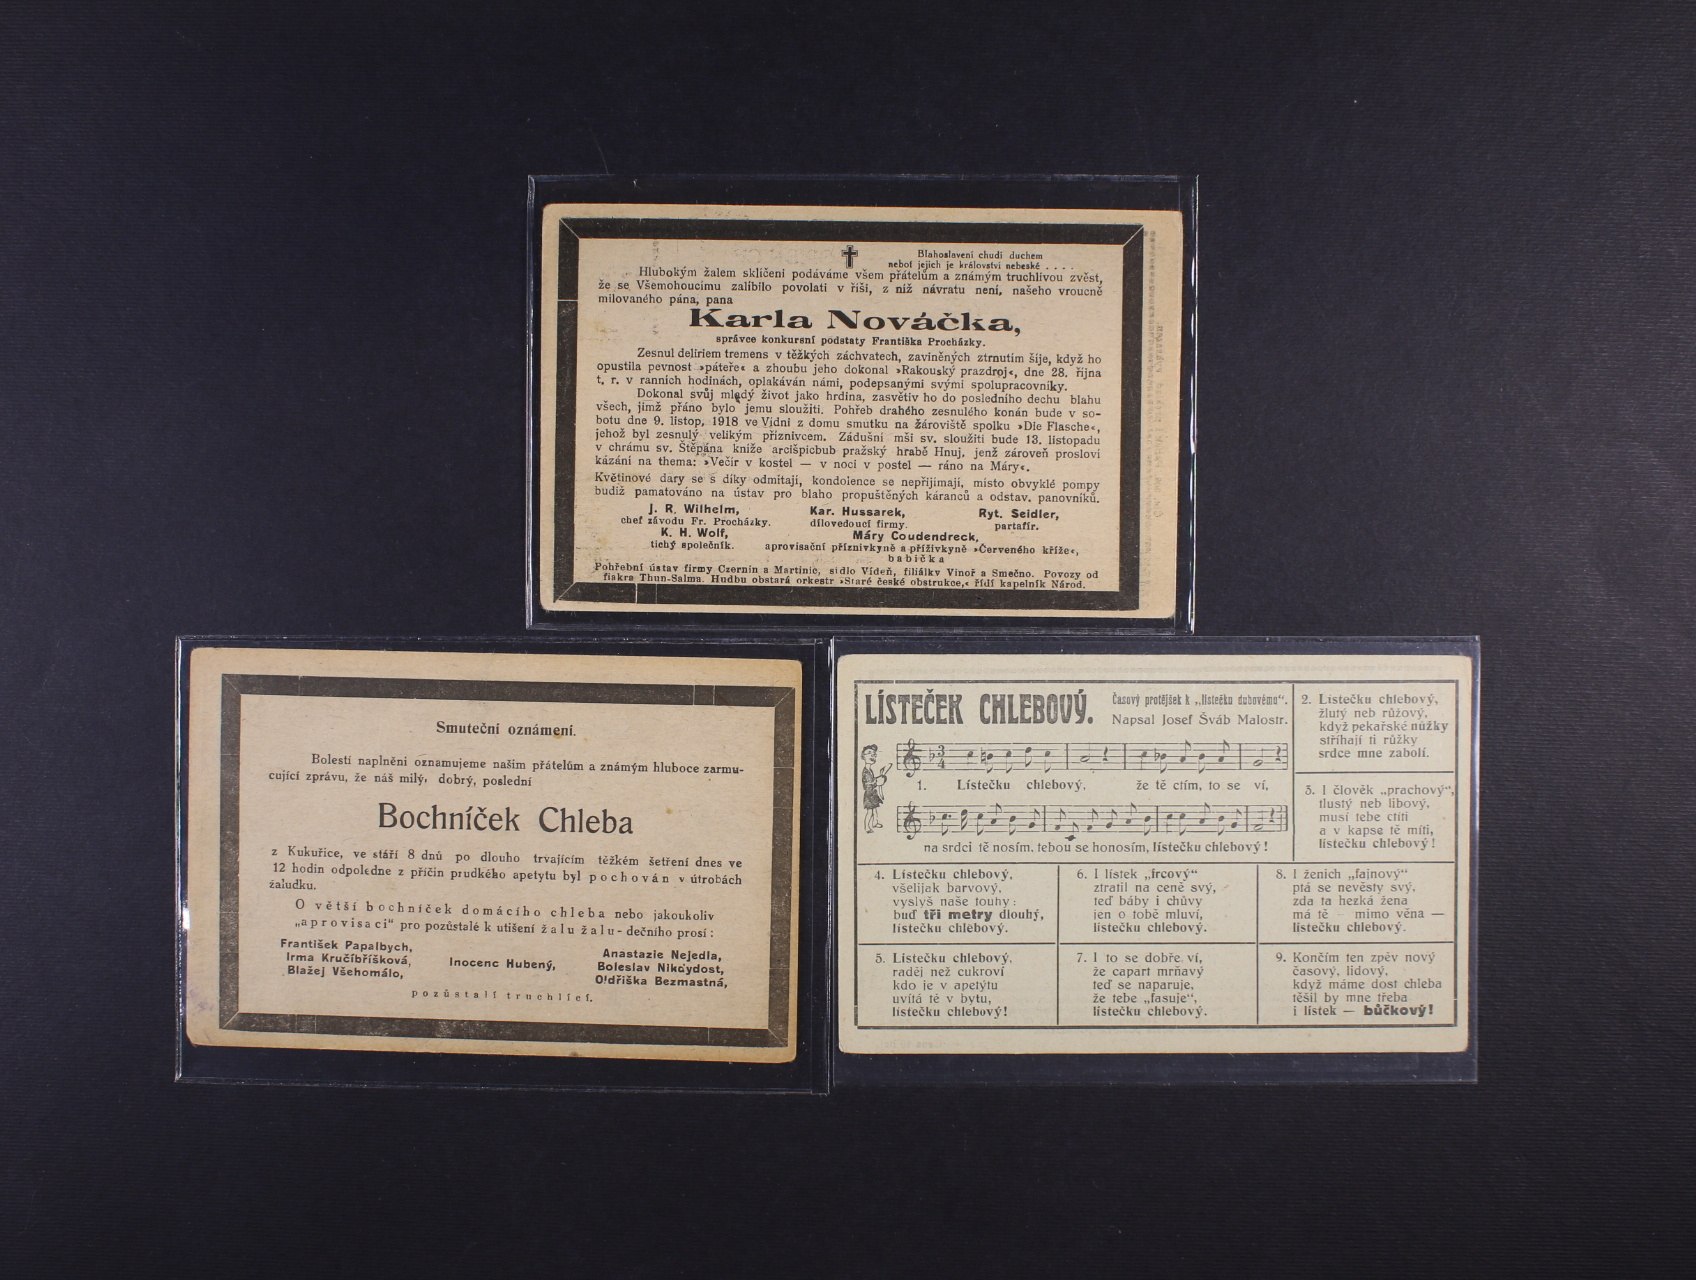 Blahoslavení chudí duchem
neboť jejich je království nebeské . . . .
Hlubokým žalem sklíčeni podáváme všem přátelům a známým truchlivou zvěst,
že se Všemohoucímu zalíbilo povolati v říši, z níž návratu není, našeho vroucně
milovaného pána, pana
Karla Nováčka,
správce konkursní podstaty Františka Procházky.
Zesnul deliriem tremens v těžkých záchvatech, zaviněných ztrnutím šíje, když ho
opustila pevnost »páteře« a zhoubu jeho dokonal »Rakouský prazdroj«, dne 28. října
t. r. v ranních hodinách, oplakáván námi, podepsanými svými spolupracovníky.
Dokonal svůj mladý život jako hrdina, zasvětiv ho do posledního dechu blahu
všech, jimž přáno bylo jemu sloužiti. Pohřeb drahého zesnulého konán bude v so-
botu dne 9. listop. 1918 ve Vídni z domu smutku na žároviště spolku »Die Flasche«,
jehož byl zesnulý velikým příznivcem. Zádušní mši sv. sloužiti bude 13. listopadu
v chrámu sv. Štěpána kníže arcišpicbub pražský hrabě Hnuj, jenž zároveň prosloví
kázání na thema: »Večír v kostel — v noci v postel — ráno na Máry«.
Květinové dary se s díky odmítají, kondolence se nepřijímají, místo obvyklé pompy
budiž pamatováno na ústav pro blaho propuštěných káranců a odstav. panovníků.
J. R. Wilhelm, Kar. Hussarek, Ryt. Seidler,
chef závodu Fr. Procházky. dílovedoucí firmy. partafír.
K. H. Wolf, Máry Coudendreck,
tichý společník. aprovisační příznivkyně a příživkyně »Červeného kříže«,
babička
Pohřební ústav firmy Czernin a Martinic, sídlo Vídeň, filiálky Vinoř a Smečno. Povozy od
fiakra Thun-Salma. Hudbu obstará orkestr »Staré české obstrukce,« řídí kapelník Národ.
Smuteční oznámení.
Bolestí naplněni oznamujeme našim přátelům a známým hluboce zarmu-
cující zprávu, že náš milý, dobrý, poslední
Bochníček Chleba
z Kukuřice, ve stáří 8 dnů po dlouho trvajícím těžkém šetření dnes ve
12 hodin odpoledne z příčin prudkého apetytu byl pochován v útrobách
žaludku.
O větší bochníček domácího chleba nebo jakoukoliv
„aprovisaci" pro pozůstalé k utišení žalu žalu-dečního prosí:
František Papalbych, Anastazie Nejedla,
Irma Kručibříšková, Inocenc Hubený, Boleslav Nikdydost,
Blažej Všehomálo, Oldřiška Bezmastná,
pozůstalí truchlící.
LÍSTEČEK CHLEBOVÝ.
Časový protějšek k „lístečku dubovému".
Napsal Josef Šváb Malostr.
1. Lístečku chlebový, že tě ctím, to se ví,
na srdci tě nosím, tebou se honosím, lístečku chlebový!
2. Lístečku chlebový,
žlutý neb růžový,
když pekařské nůžky
stříhají ti růžky
srdce mne zabolí.
3. I člověk „prachový",
tlustý neb libový,
musí tebe ctíti
a v kapse tě míti,
lístečku chlebový!
4. Lístečku chlebový,
všelijak barvový,
vyslyš naše touhy:
buď tři metry dlouhý,
lístečku chlebový.
5. Lístečku chlebový,
raděj než cukroví
kdo je v apetýtu
uvítá tě v bytu,
lístečku chlebový!
6. I lístek „frcový"
ztratil na ceně svý,
teď báby i chůvy
jen o tobě mluví,
lístečku chlebový.
7. I to se dobře ví,
že capart mrňavý
teď se naparuje,
že tebe „fasuje",
lístečku chlebový.
8. I ženich „fajnový"
ptá se nevěsty svý,
zda ta hezká žena
má tě — mimo věna —
lístečku chlebový.
9. Končím ten zpěv nový
časový, lidový,
když máme dost chleba
těšil by mne třeba
i lístek — bůčkový!